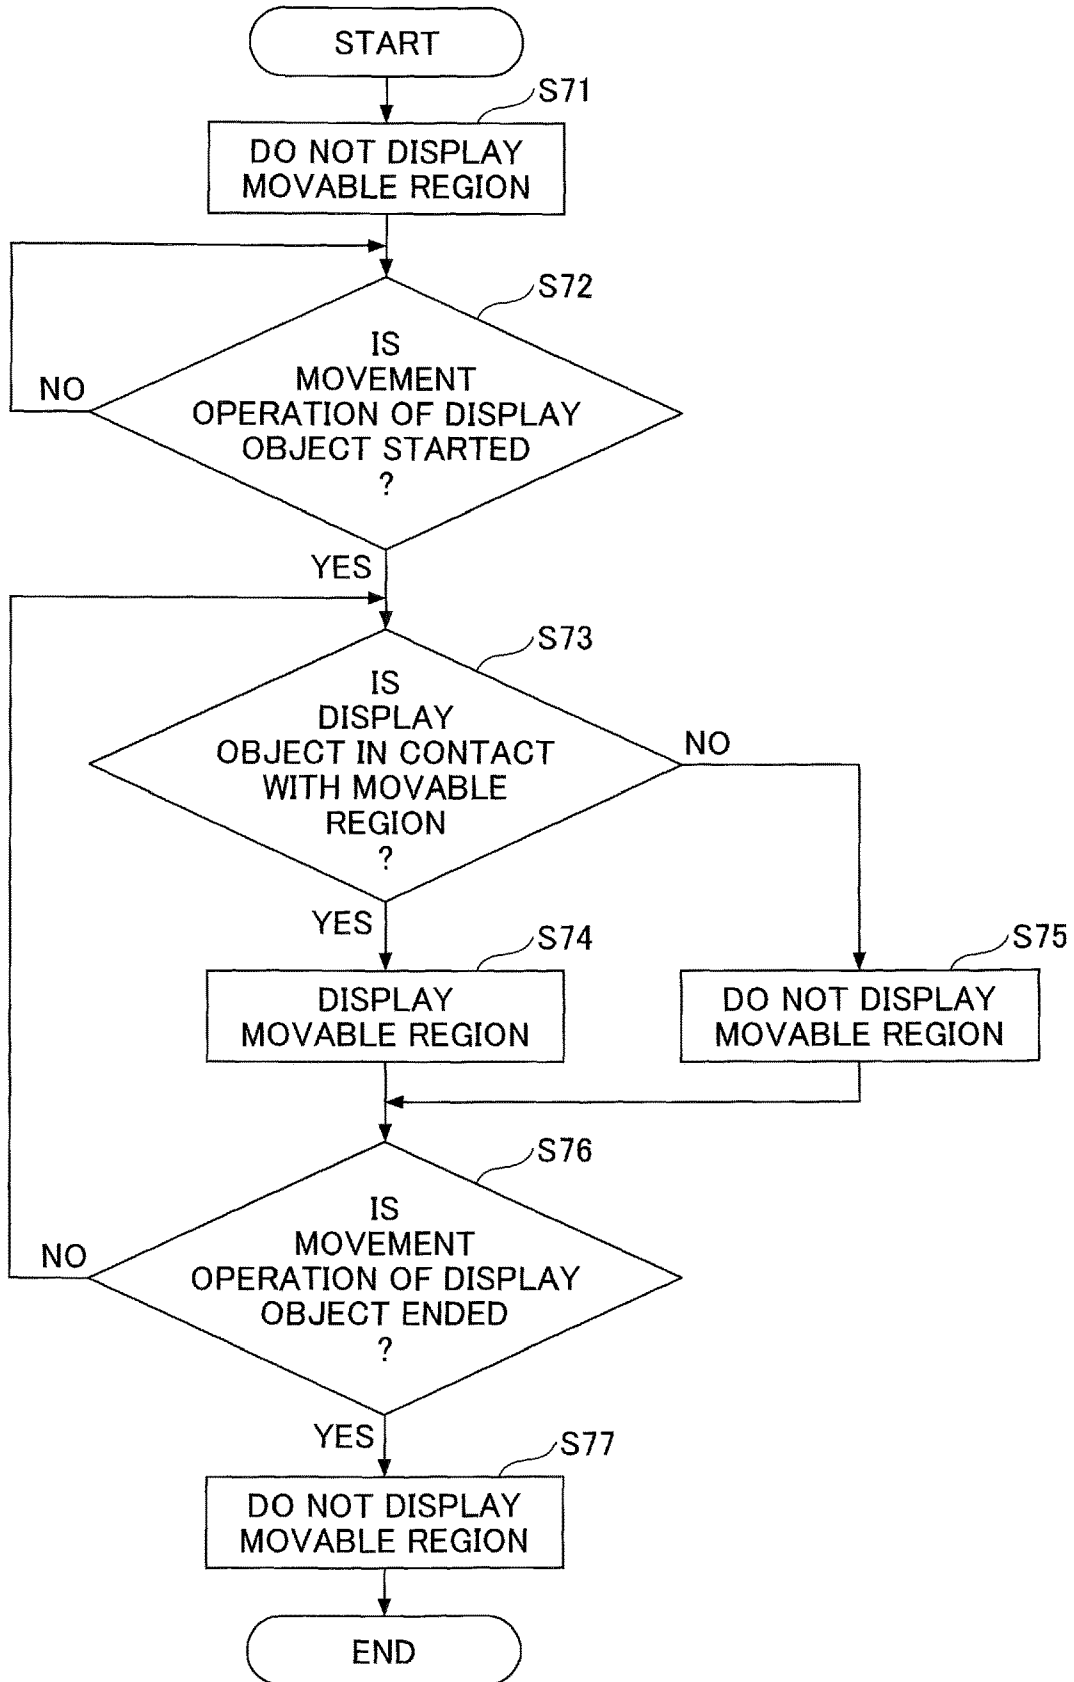 START
S71
DO NOT DISPLAY
MOVABLE REGION
S72
IS
MOVEMENT
OPERATION OF DISPLAY
OBJECT STARTED
?
NO
YES
S73
IS
DISPLAY
OBJECT IN CONTACT
WITH MOVABLE
REGION
?
NO
YES
S74
DISPLAY
MOVABLE REGION
S75
DO NOT DISPLAY
MOVABLE REGION
S76
IS
MOVEMENT
OPERATION OF DISPLAY
OBJECT ENDED
?
NO
YES
S77
DO NOT DISPLAY
MOVABLE REGION
END